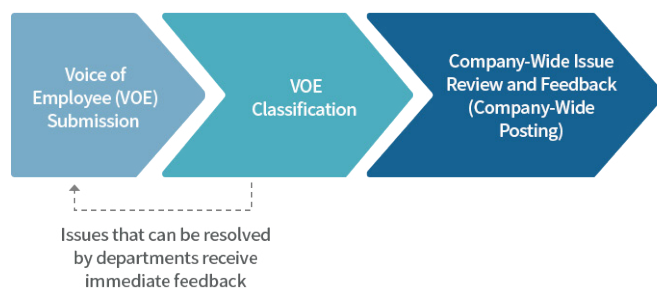 Voice of
Employee (VOE)
Submission
VOE
Classification
Company-Wide Issue
Review and Feedback
(Company-Wide
Posting)
Issues that can be resolved
by departments receive
immediate feedback